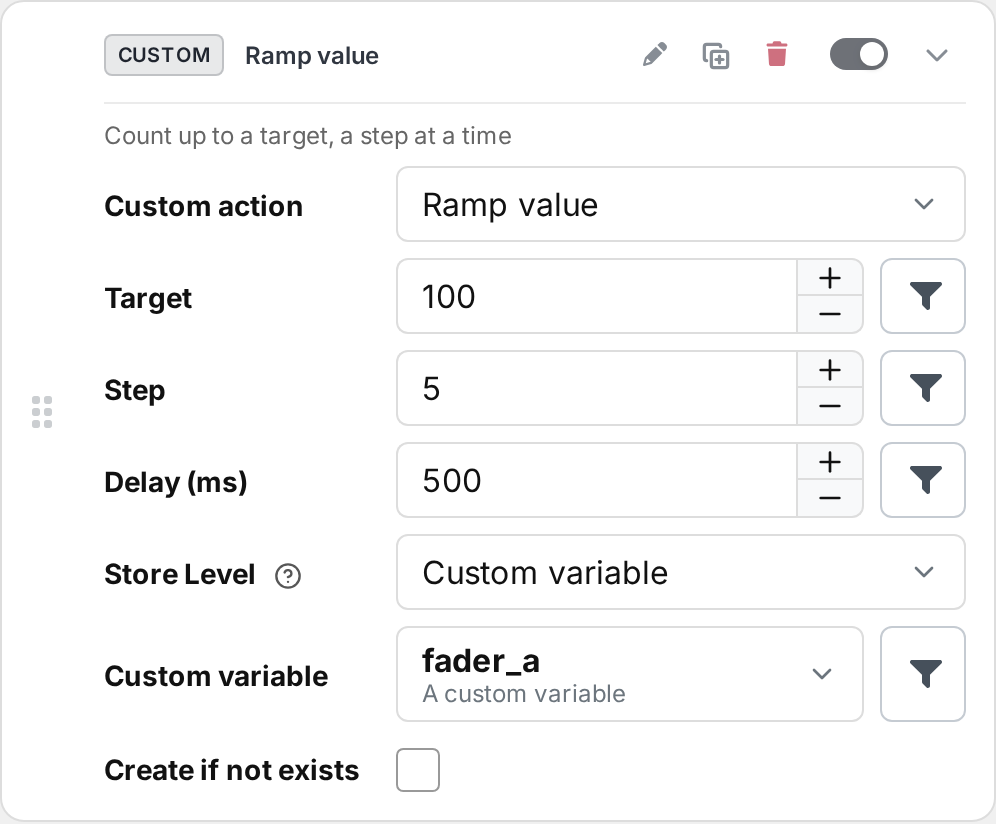 CUSTOM Ramp value
Count up to a target, a step at a time
Custom action Ramp value
Target 100
Step 5
Delay (ms) 500
Store Level Custom variable
Custom variable fader_a
A custom variable
Create if not exists